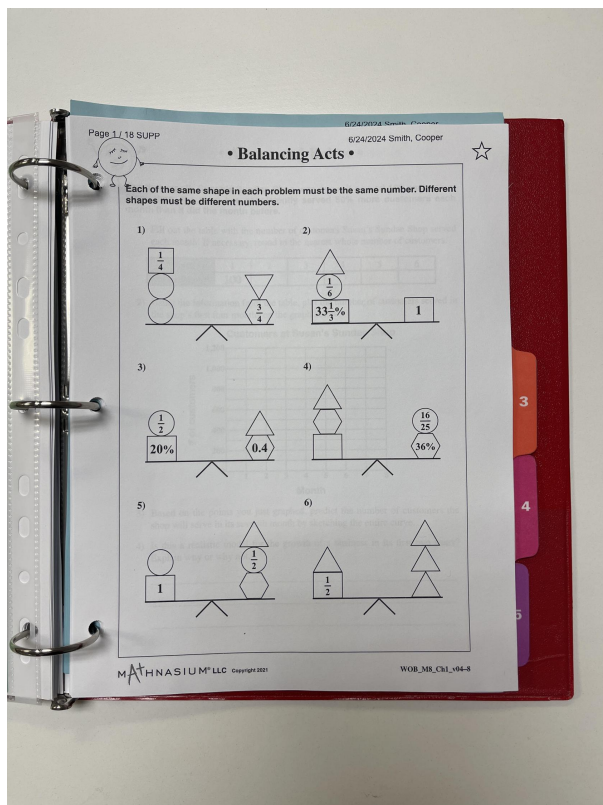 6/24/2024 Smith, Cooper
Page 1 / 18 SUPP
6/24/2024 Smith, Cooper
• Balancing Acts •
Each of the same shape in each problem must be the same number. Different
shapes must be different numbers.
1)
2)
1/4
3/4
1/6
33 1/3%
1
3)
4)
1/2
20%
0.4
16/25
36%
5)
6)
1
1/2
1/2
MATHNASIUM® LLC Copyright 2021
WOB_M8_Ch1_v04–8
3
4
5